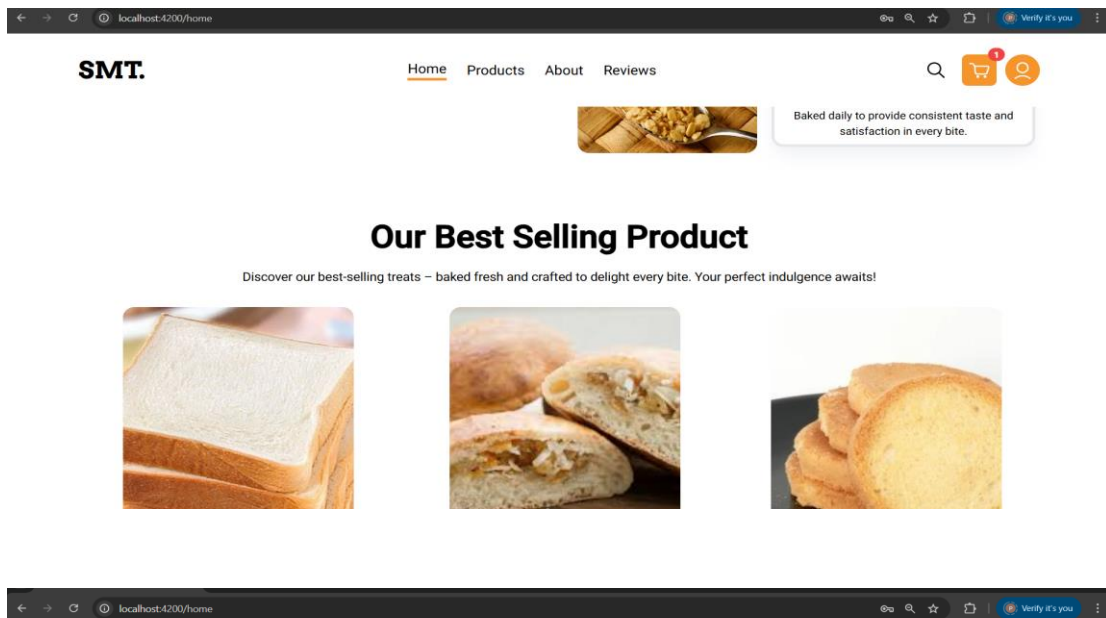 localhost:4200/home
Verify it's you
SMT.
Home Products About Reviews
1
Baked daily to provide consistent taste and
satisfaction in every bite.
Our Best Selling Product
Discover our best-selling treats – baked fresh and crafted to delight every bite. Your perfect indulgence awaits!
localhost:4200/home
Verify it's you